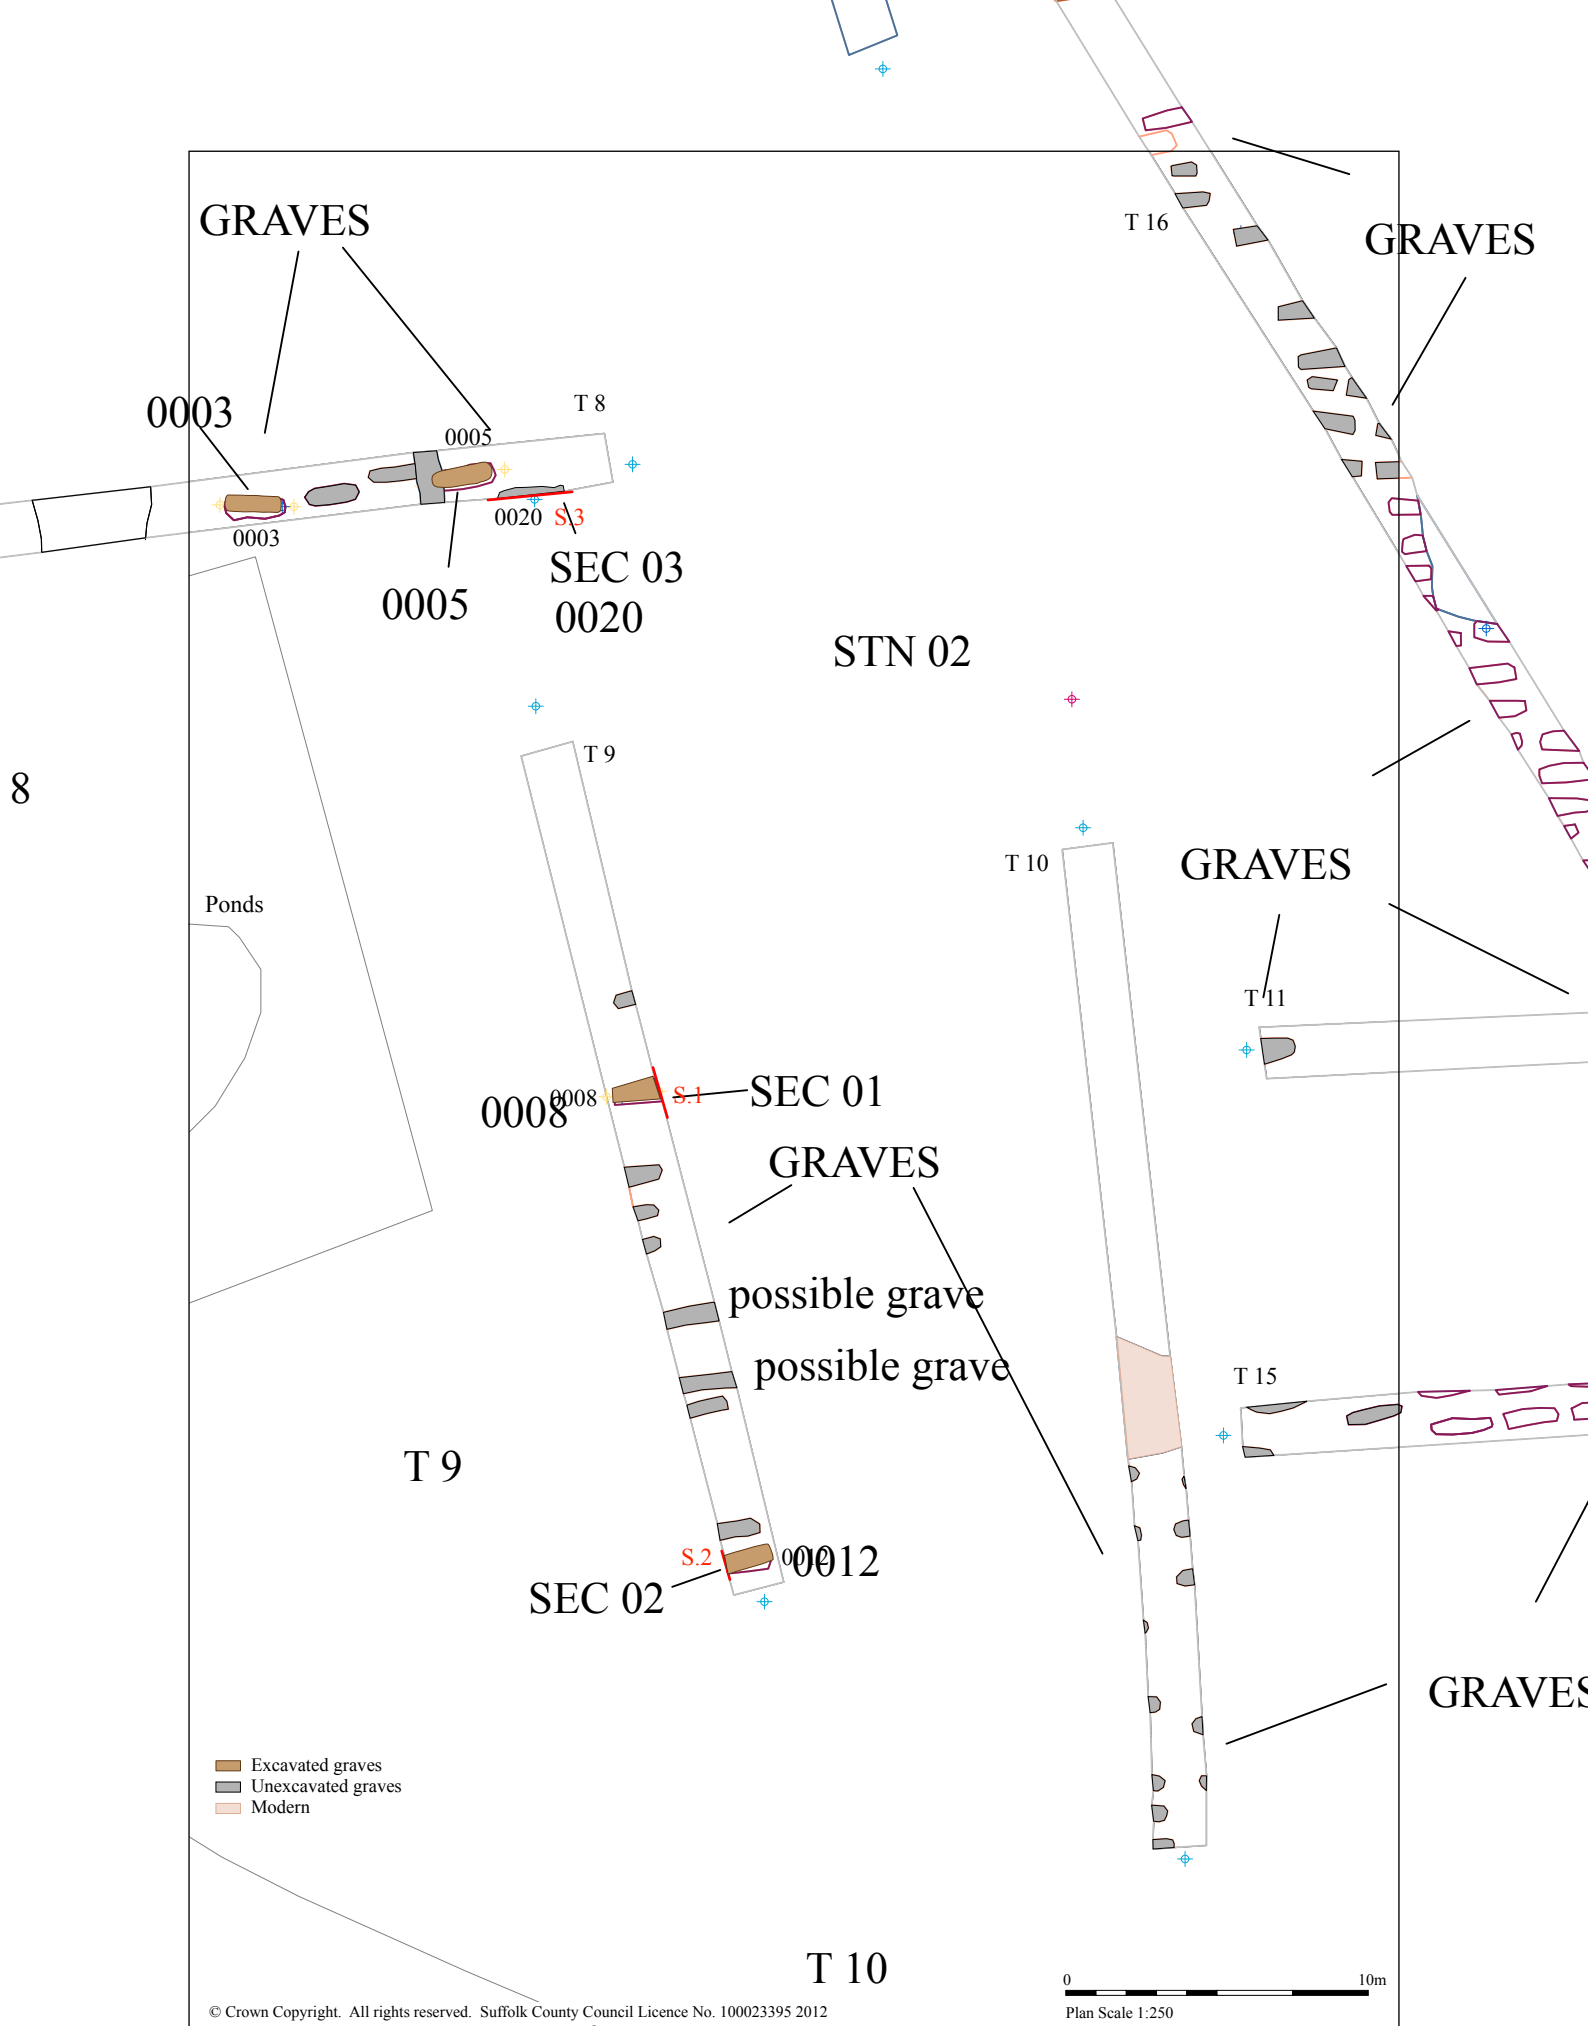 GRAVES
T 16
GRAVES
0003
T 8
0005
0003
0020
S.3
SEC 03
0005
0020
STN 02
T 9
8
T 10
GRAVES
Ponds
T 11
0008
0008
S.1
SEC 01
GRAVES
possible grave
possible grave
T 15
T 9
S.2
0012
0012
SEC 02
GRAVES
Excavated graves
Unexcavated graves
Modern
T 10
0
10m
© Crown Copyright. All rights reserved. Suffolk County Council Licence No. 100023395 2012
Plan Scale 1:250